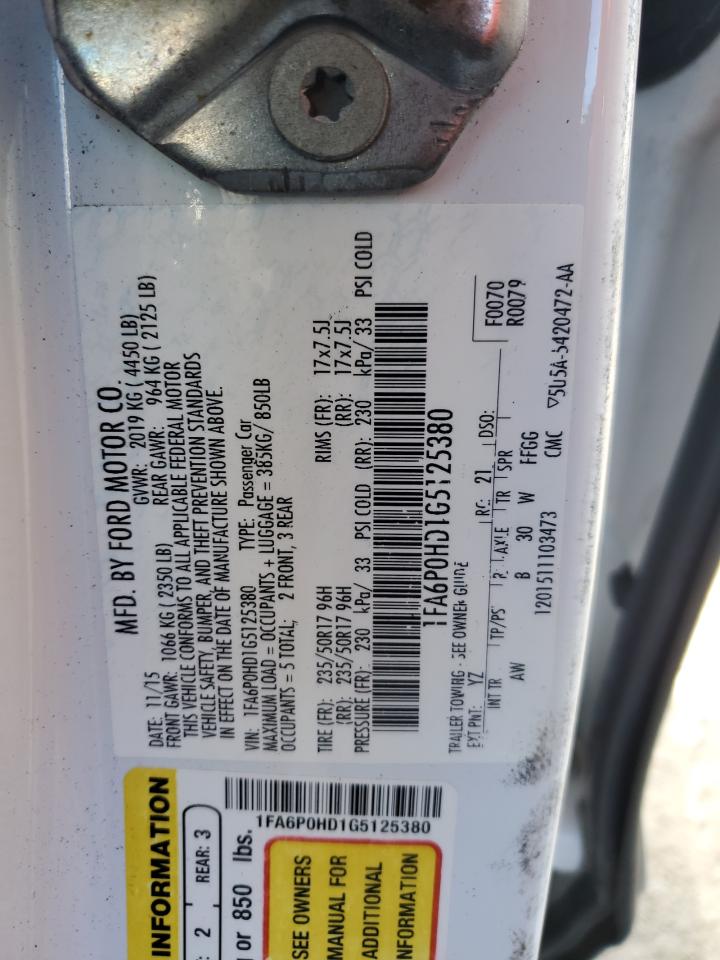 MFD. BY FORD MOTOR CO.
DATE: 11/15 GVWR: 2019 KG ( 4450 LB)
FRONT GAWR: 1066 KG ( 2350 LB) REAR GAWR: 964 KG ( 2125 LB)
THIS VEHICLE CONFORMS TO ALL APPLICABLE FEDERAL MOTOR
VEHICLE SAFETY, BUMPER, AND THEFT PREVENTION STANDARDS
IN EFFECT ON THE DATE OF MANUFACTURE SHOWN ABOVE.
VIN: 1FA6P0HD1G5125380 TYPE: Passenger Car
MAXIMUM LOAD = OCCUPANTS + LUGGAGE = 385KG/ 850LB
OCCUPANTS = 5 TOTAL; 2 FRONT, 3 REAR
TIRE (FR): 235/50R17 96H RIMS (FR): 17x7.5J
(RR): 235/50R17 96H (RR): 17x7.5J
PRESSURE (FR): 230 kPa/ 33 PSI COLD (RR): 230 kPa/ 33 PSI COLD
1FA6P0HD1G5125380
TRAILER TOWING - SEE OWNER GUIDE
EXT PNT: YZ RC: 21 DSO: F0070
R0079
INT TR TP/PS R AXLE TR SPR
AW B 30 W FFGG
1201511103473 CMC ▽5U5A-5420472-AA
INFORMATION
: 2 REAR: 3
or 850 lbs.
1FA6P0HD1G5125380
SEE OWNERS
MANUAL FOR
ADDITIONAL
INFORMATION